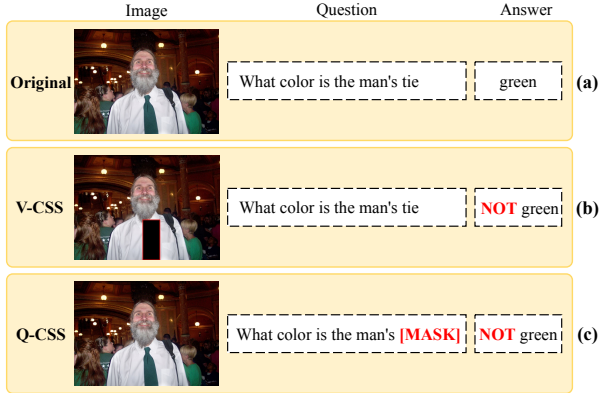 Image Question Answer
Original What color is the man's tie green (a)
V-CSS What color is the man's tie NOT green (b)
Q-CSS What color is the man's [MASK] NOT green (c)